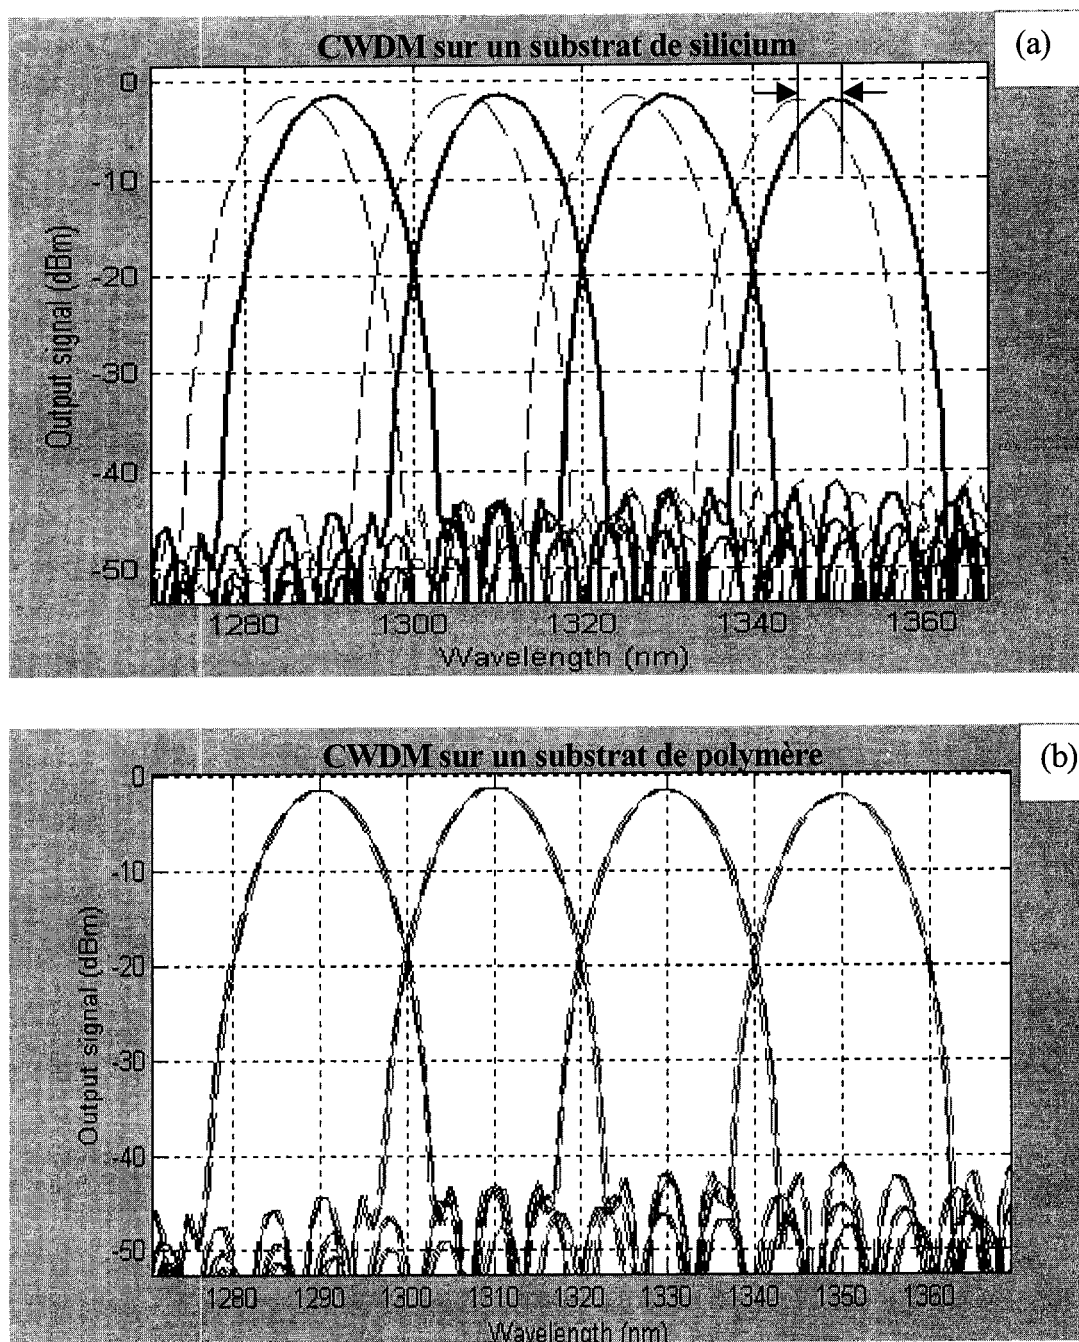 CWDM sur un substrat de silicium
(a)
0
-10
-20
-30
-40
-50
Output signal (dBm)
1280 1300 1320 1340 1360
Wavelength (nm)
CWDM sur un substrat de polymère
(b)
0
-10
-20
-30
-40
-50
Output signal (dBm)
1280 1290 1300 1310 1320 1330 1340 1350 1360
Wavelength (nm)